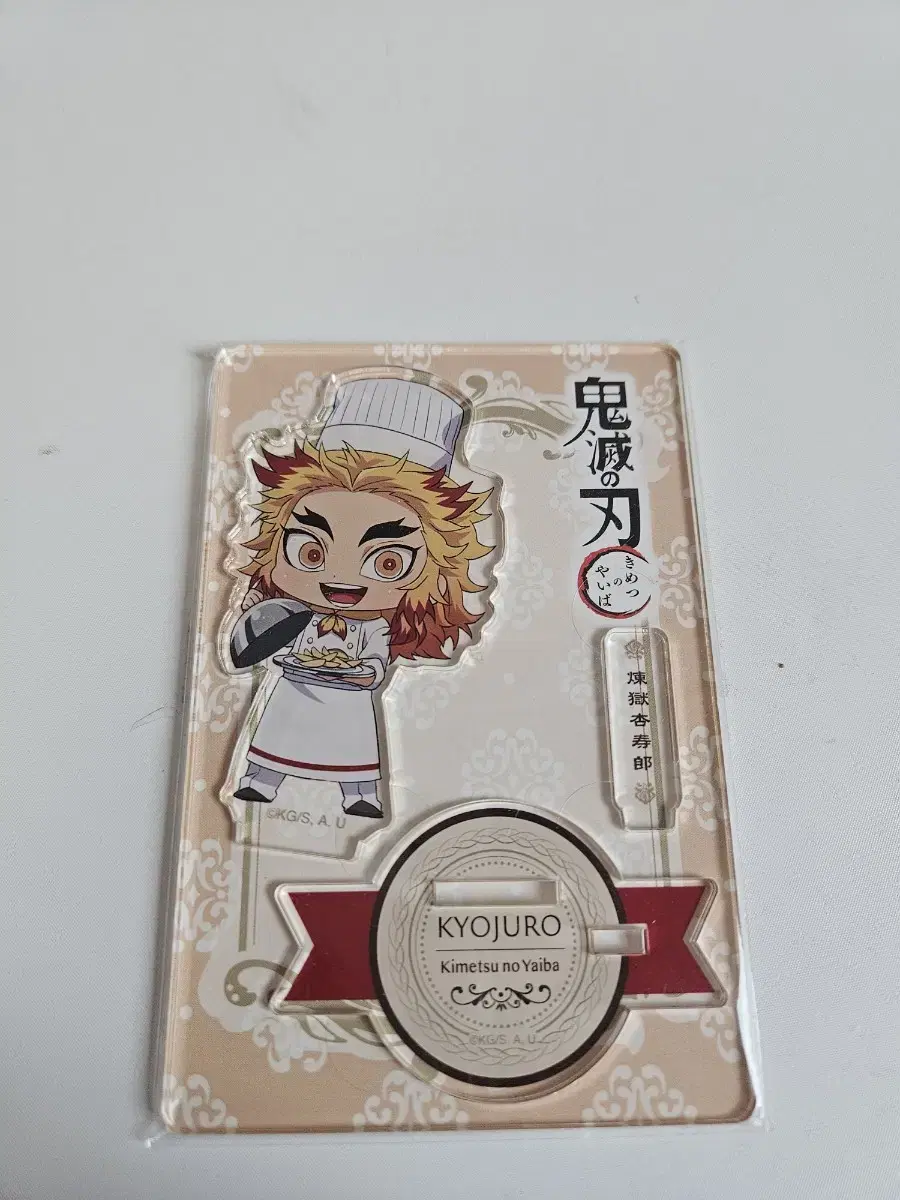 鬼滅の刃
きめつ
の
やいば
煉獄杏寿郎
©KG/S, A. U
KYOJURO
Kimetsu no Yaiba
©KG/S, A. U